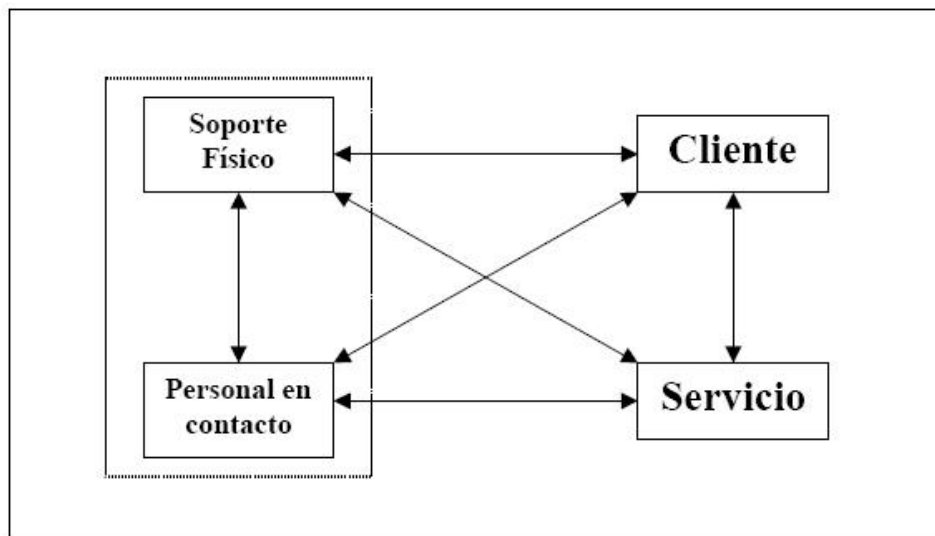 Soporte
Físico
Cliente
Personal en
contacto
Servicio